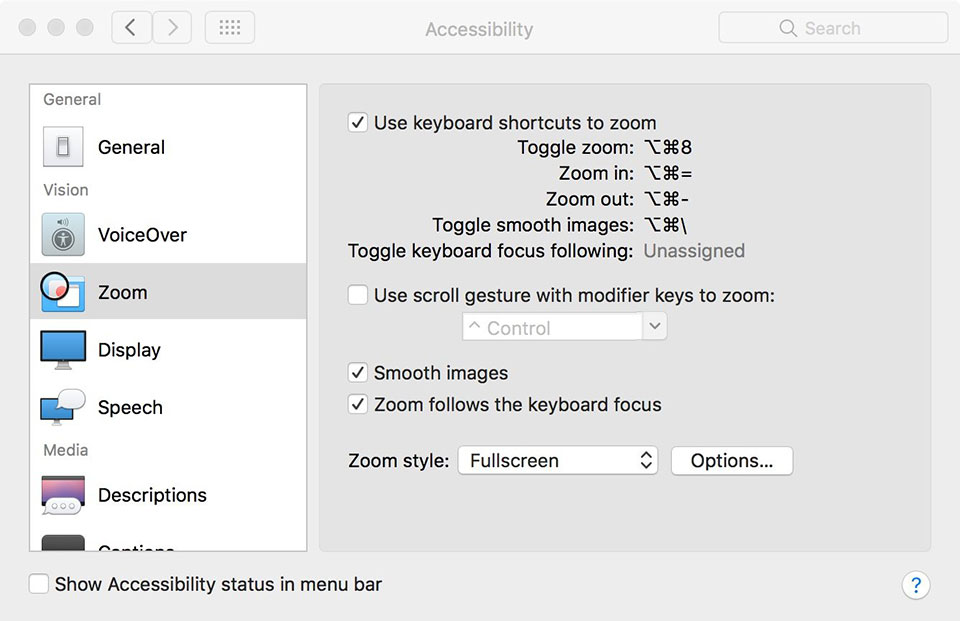 Accessibility
Search
General
General
Vision
VoiceOver
Zoom
Display
Speech
Media
Descriptions
Captions
Use keyboard shortcuts to zoom
Toggle zoom: ⌥⌘8
Zoom in: ⌥⌘=
Zoom out: ⌥⌘-
Toggle smooth images: ⌥⌘\
Toggle keyboard focus following: Unassigned
Use scroll gesture with modifier keys to zoom:
^ Control
Smooth images
Zoom follows the keyboard focus
Zoom style: Fullscreen Options...
Show Accessibility status in menu bar ?